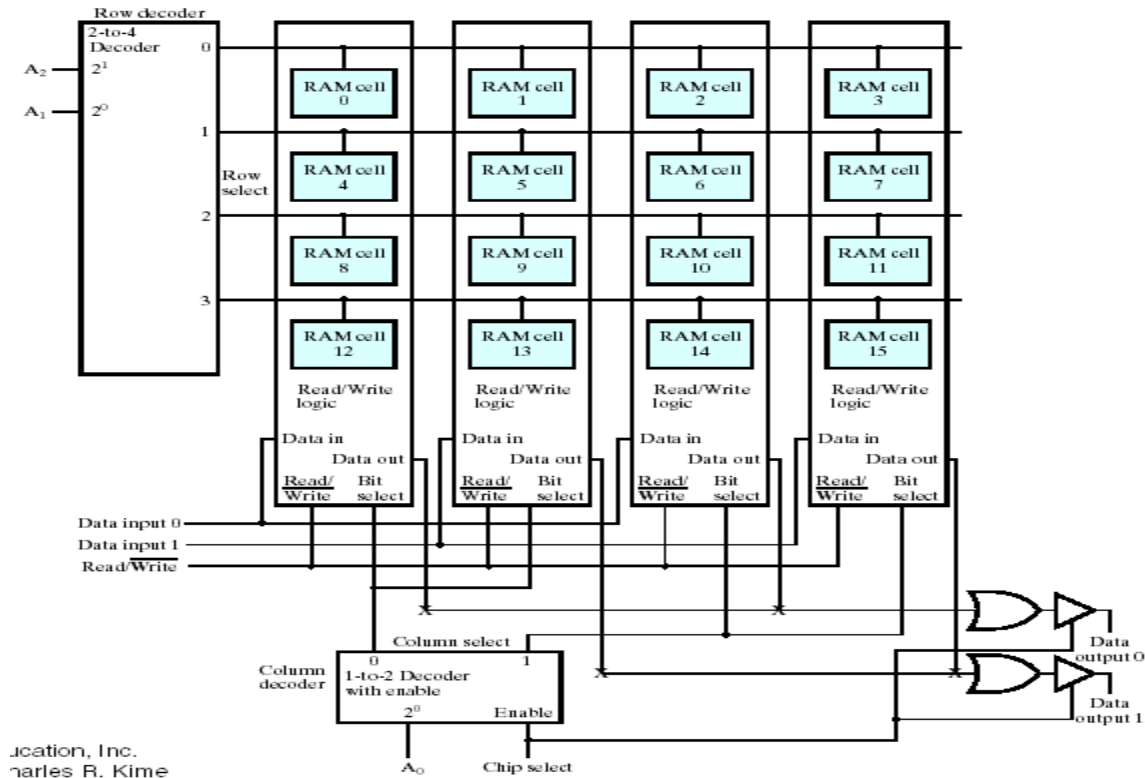 Row decoder
2-to-4
Decoder
A2
2¹
A1
2⁰
0
1
2
3
Row
select
RAM cell
0
RAM cell
1
RAM cell
2
RAM cell
3
RAM cell
4
RAM cell
5
RAM cell
6
RAM cell
7
RAM cell
8
RAM cell
9
RAM cell
10
RAM cell
11
RAM cell
12
RAM cell
13
RAM cell
14
RAM cell
15
Read/Write
logic
Read/Write
logic
Read/Write
logic
Read/Write
logic
Data in
Data in
Data in
Data in
Data out
Data out
Data out
Data out
Read/
Write
Bit
select
Read/
Write
Bit
select
Read/
Write
Bit
select
Read/
Write
Bit
select
Data input 0
Data input 1
Read/Write
X
X
X
X
Column select
Column
decoder
0
1
1-to-2 Decoder
with enable
2⁰
Enable
A0
Chip select
Data
output 0
Data
output 1
ucation, Inc.
harles R. Kime